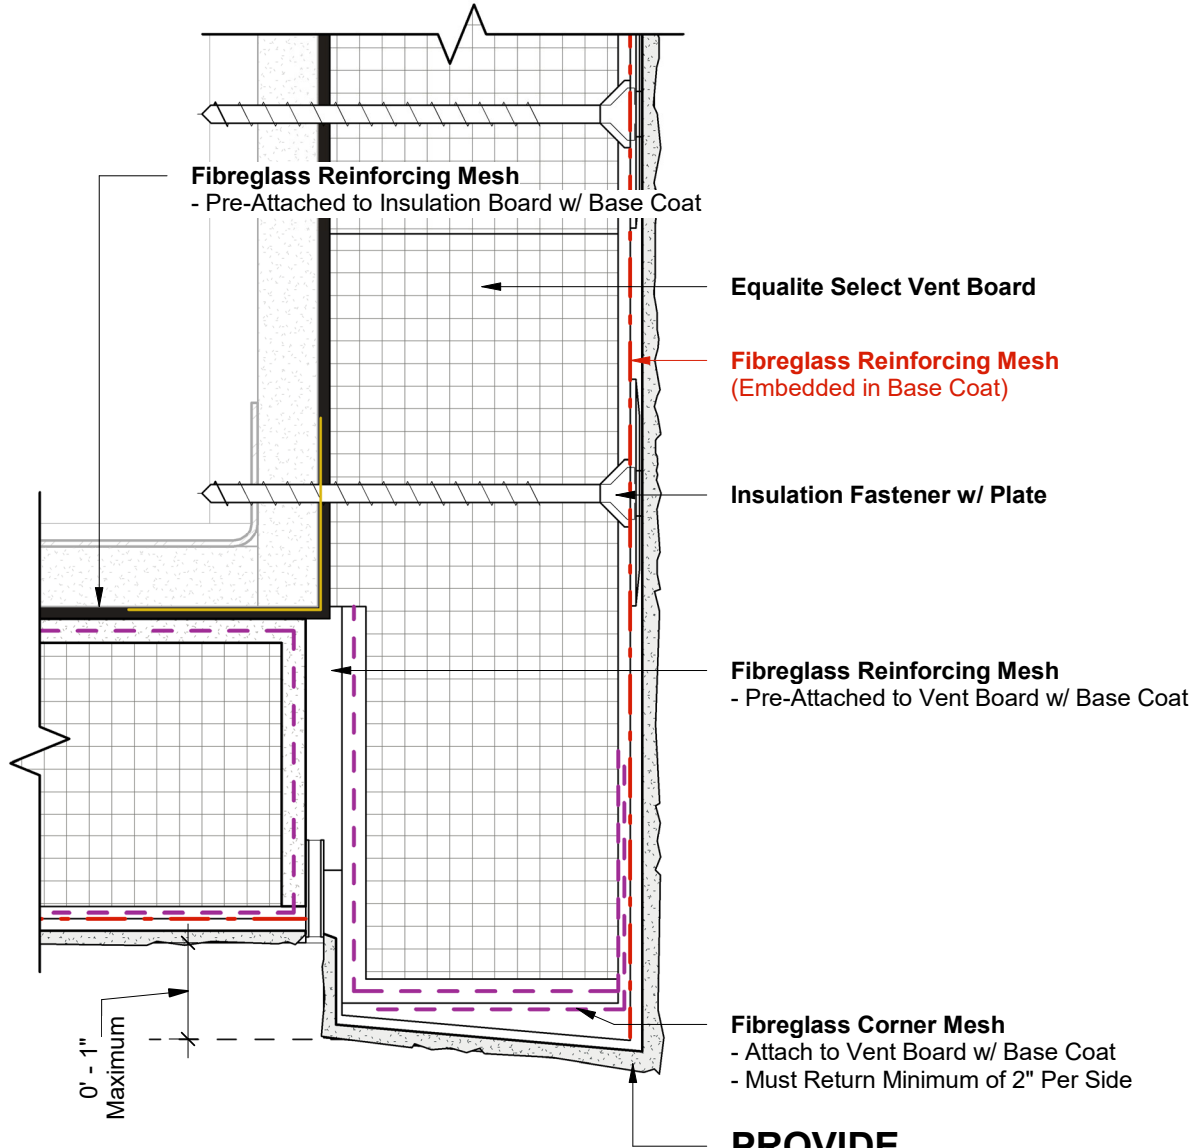 Fibreglass Reinforcing Mesh
- Pre-Attached to Insulation Board w/ Base Coat
Equalite Select Vent Board
Fibreglass Reinforcing Mesh
(Embedded in Base Coat)
Insulation Fastener w/ Plate
Fibreglass Reinforcing Mesh
- Pre-Attached to Vent Board w/ Base Coat
0' - 1"
Maximum
Fibreglass Corner Mesh
- Attach to Vent Board w/ Base Coat
- Must Return Minimum of 2" Per Side
PROVIDE